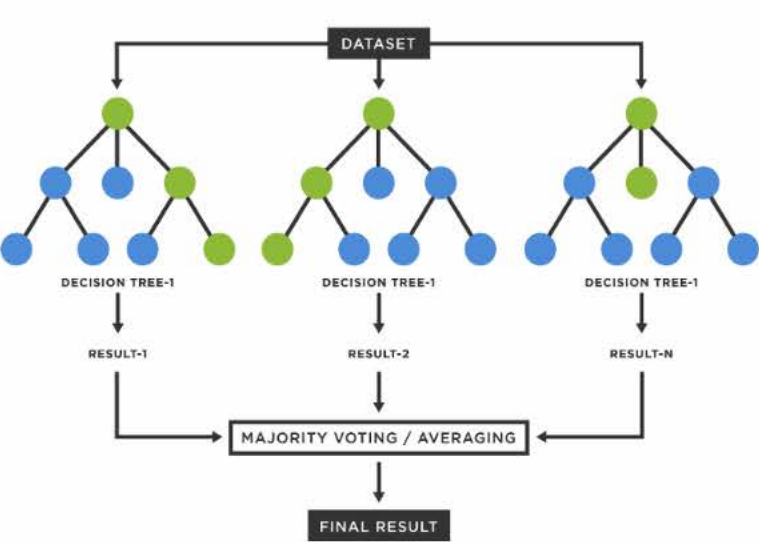 DATASET
DECISION TREE-1
DECISION TREE-1
DECISION TREE-1
RESULT-1
RESULT-2
RESULT-N
MAJORITY VOTING / AVERAGING
FINAL RESULT